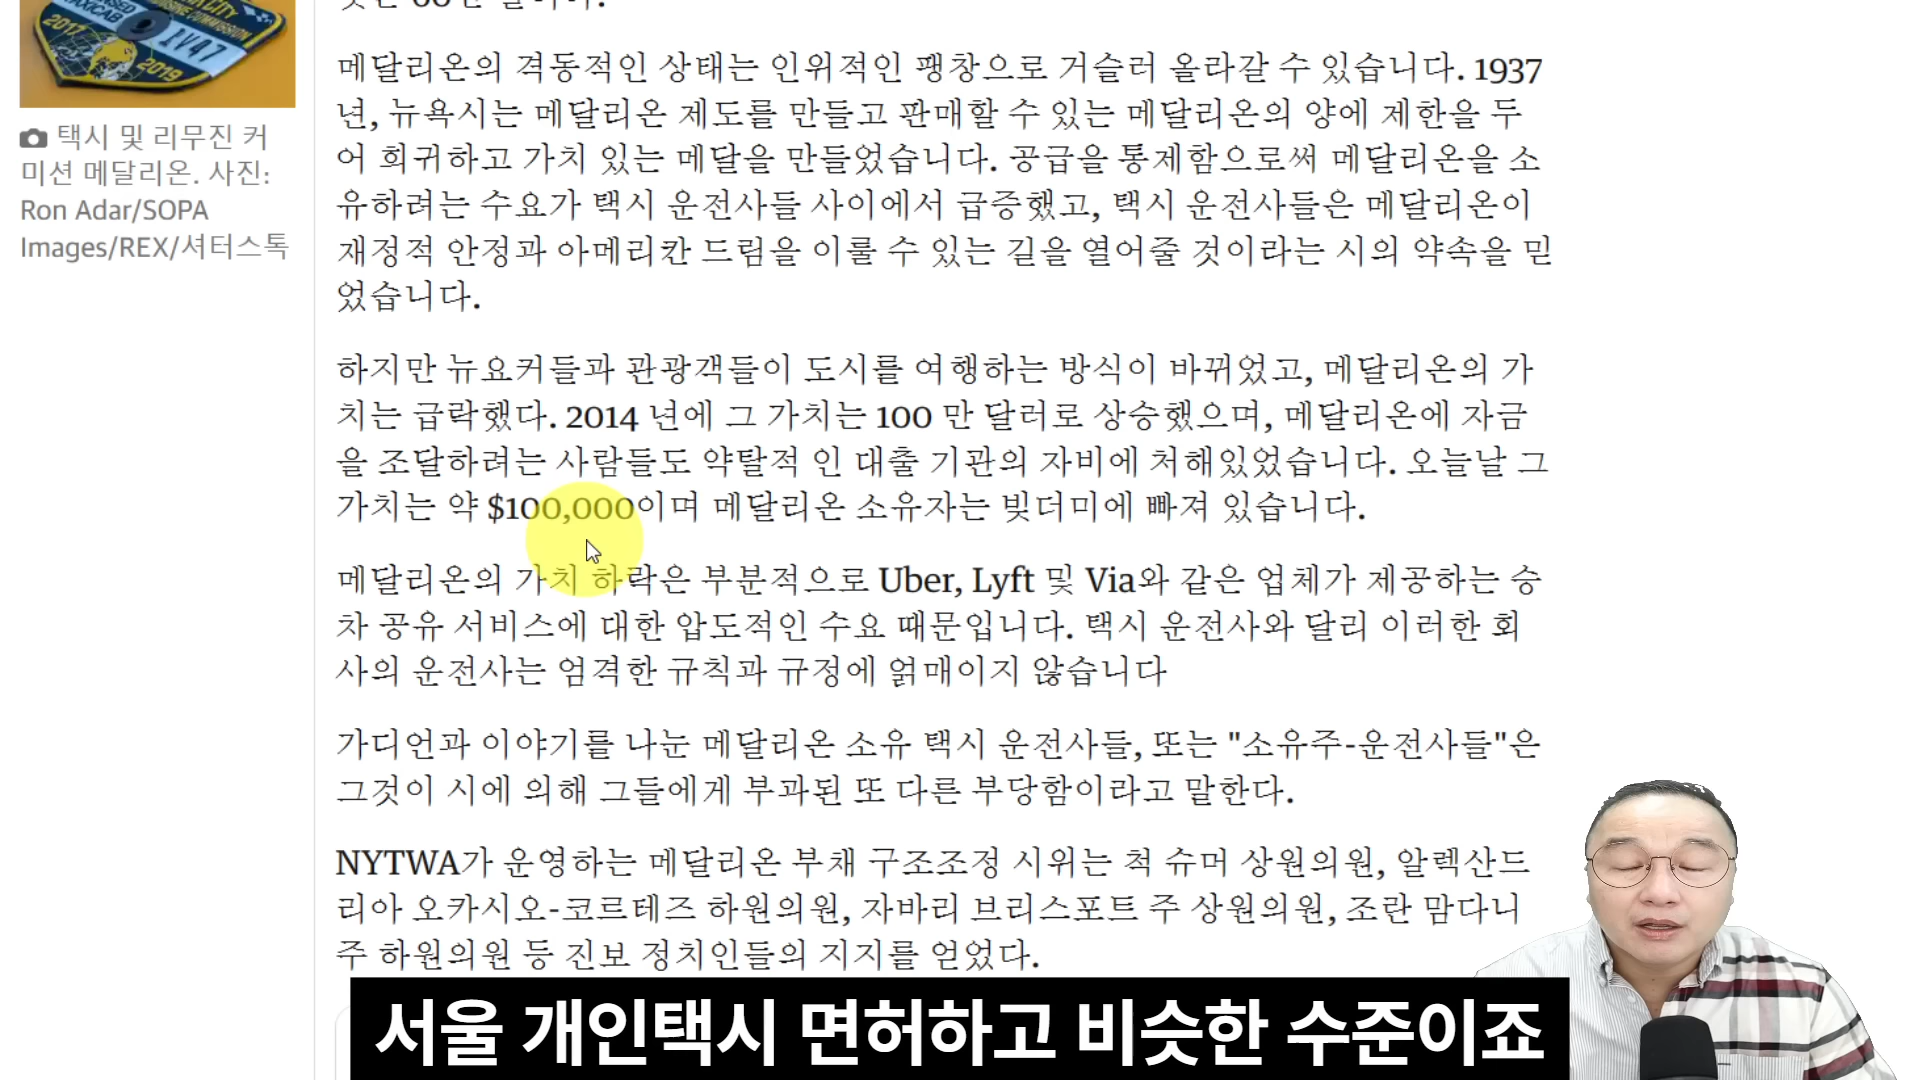 CITY
COMMISSION
TAXICAB
1V47
2017
2019
택시 및 리무진 커
미션 메달리온. 사진:
Ron Adar/SOPA
Images/REX/셔터스톡
메달리온의 격동적인 상태는 인위적인 팽창으로 거슬러 올라갈 수 있습니다. 1937
년, 뉴욕시는 메달리온 제도를 만들고 판매할 수 있는 메달리온의 양에 제한을 두
어 희귀하고 가치 있는 메달을 만들었습니다. 공급을 통제함으로써 메달리온을 소
유하려는 수요가 택시 운전사들 사이에서 급증했고, 택시 운전사들은 메달리온이
재정적 안정과 아메리칸 드림을 이룰 수 있는 길을 열어줄 것이라는 시의 약속을 믿
었습니다.
하지만 뉴요커들과 관광객들이 도시를 여행하는 방식이 바뀌었고, 메달리온의 가
치는 급락했다. 2014 년에 그 가치는 100 만 달러로 상승했으며, 메달리온에 자금
을 조달하려는 사람들도 약탈적 인 대출 기관의 자비에 처해있었습니다. 오늘날 그
가치는 약 $100,000이며 메달리온 소유자는 빚더미에 빠져 있습니다.
메달리온의 가치 하락은 부분적으로 Uber, Lyft 및 Via와 같은 업체가 제공하는 승
차 공유 서비스에 대한 압도적인 수요 때문입니다. 택시 운전사와 달리 이러한 회
사의 운전사는 엄격한 규칙과 규정에 얽매이지 않습니다
가디언과 이야기를 나눈 메달리온 소유 택시 운전사들, 또는 "소유주-운전사들"은
그것이 시에 의해 그들에게 부과된 또 다른 부당함이라고 말한다.
NYTWA가 운영하는 메달리온 부채 구조조정 시위는 척 슈머 상원의원, 알렉산드
리아 오카시오-코르테즈 하원의원, 자바리 브리스포트 주 상원의원, 조란 맘다니
주 하원의원 등 진보 정치인들의 지지를 얻었다.
서울 개인택시 면허하고 비슷한 수준이죠